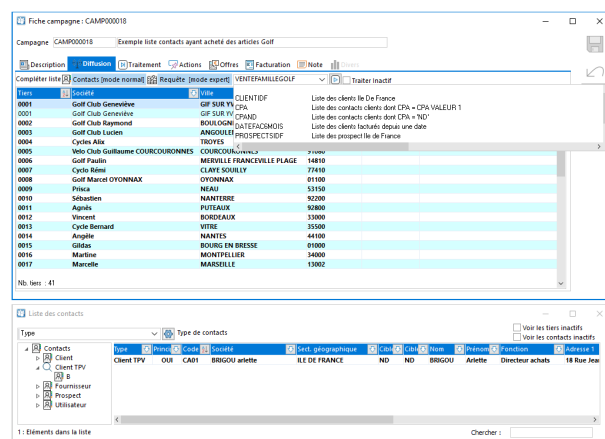 Fiche campagne : CAMP000018
Campagne CAMP000018 Exemple liste contacts ayant acheté des articles Golf
Description Diffusion Traitement Actions Offres Facturation Note
Compléter liste Contacts [mode normal] Requête [mode expert] VENTEFAMILLEGOLF Traiter Inactif
Tiers Société Ville
CLIENTIDF Liste des clients Ile De France
CPA Liste des contacts clients dont CPA = CPA VALEUR 1
CPAND Liste des contacts clients dont CPA = 'ND'
DATEFAC6MOIS Liste des clients facturés depuis une date
PROSPECTSIDF Liste des prospect Ile de France
0001 Golf Club Geneviève GIF SUR YV
0001 Golf Club Geneviève GIF SUR YV
0002 Golf Club Raymond BOULOGN
0003 Golf Club Lucien ANGOULE
0004 Cycles Alix TROYES
0005 Velo Club Guillaume COURCOURONNES COURCOURONNES 91080
0006 Golf Paulin MERVILLE FRANCEVILLE PLAGE 14810
0007 Cyclo Rémi CLAYE SOUILLY 77410
0008 Golf Marcel OYONNAX OYONNAX 01100
0009 Prisca NEAU 53150
0010 Sébastien NANTERRE 92200
0011 Agnès PUTEAUX 92800
0012 Vincent BORDEAUX 33000
0013 Cycle Bernard VITRE 35500
0014 Angèle NANTES 44100
0015 Gildas BOURG EN BRESSE 01000
0016 Martine MONTPELLIER 34000
0017 Marcelle MARSEILLE 13002
Nb. tiers : 41
Liste des contacts
Type Type de contacts
Voir les tiers inactifs
Voir les contacts inactifs
Contacts
Client
Client TPV
B
Fournisseur
Prospect
Utilisateur
Type Princi Code Société Sect. géographique Cible Cible Nom Prénom Fonction Adresse 1
Client TPV OUI CA01 BRIGOU arlette ILE DE FRANCE ND ND BRIGOU Arlette Directeur achats 18 Rue Jea
1 : Eléments dans la liste
Chercher :